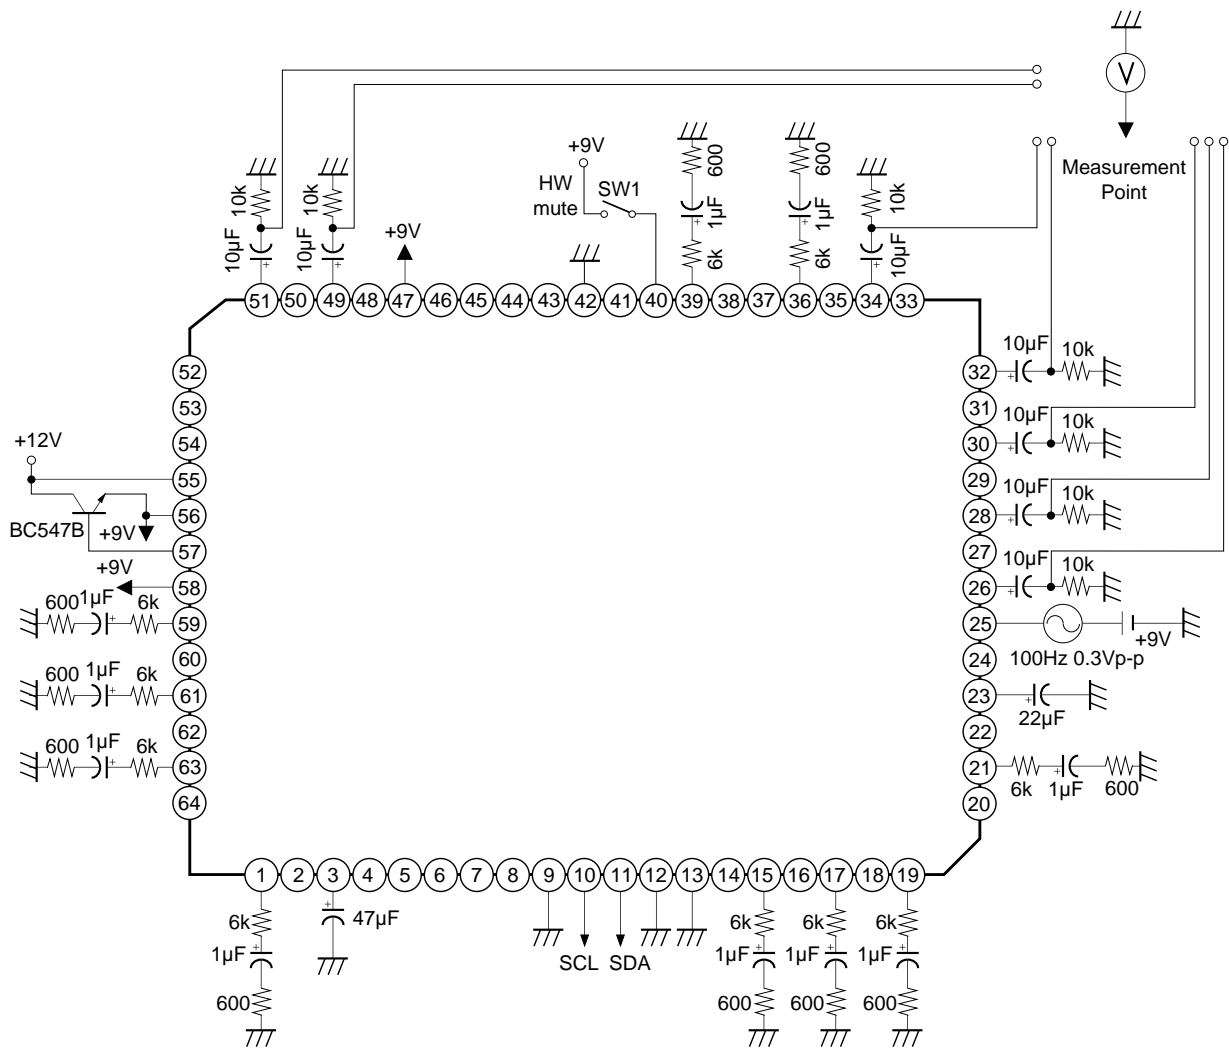 V
Measurement
Point
+9V
HW
mute
SW1
600
1µF
6k
600
1µF
6k
10k
10µF
10k
10µF
+9V
10k
10µF
51 50 49 48 47 46 45 44 43 42 41 40 39 38 37 36 35 34 33
52
53
54
55
56
57
58
59
60
61
62
63
64
+12V
BC547B
+9V
+9V
600 1µF 6k
600 1µF 6k
600 1µF 6k
32
31
30
29
28
27
26
25
24
23
22
21
20
10µF 10k
10µF 10k
10µF 10k
10µF 10k
+9V
100Hz 0.3Vp-p
22µF
6k 1µF 600
1 2 3 4 5 6 7 8 9 10 11 12 13 14 15 16 17 18 19
6k
1µF
600
47µF
SCL SDA
6k
1µF
600
6k
1µF
600
6k
1µF
600